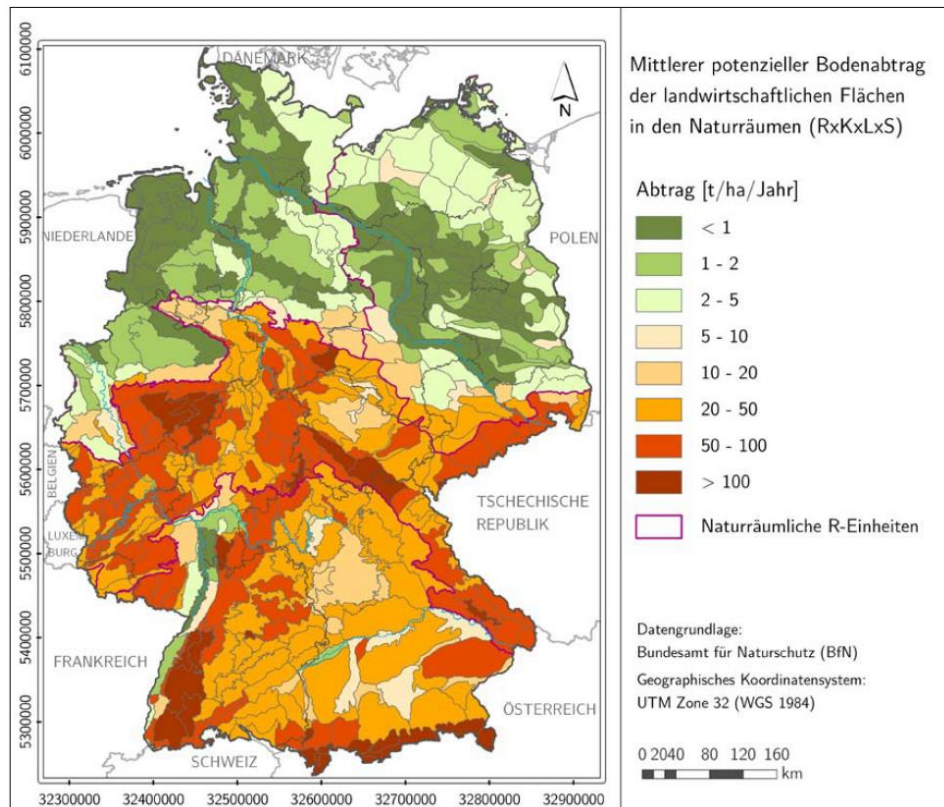 DÄNEMARK
N
NIEDERLANDE
POLEN
BELGIEN
LUXEM
BURG
TSCHECHISCHE
REPUBLIK
FRANKREICH
ÖSTERREICH
SCHWEIZ
6100000
6000000
5900000
5800000
5700000
5600000
5500000
5400000
5300000
32300000 32400000 32500000 32600000 32700000 32800000 32900000
Mittlerer potenzieller Bodenabtrag
der landwirtschaftlichen Flächen
in den Naturräumen (RxKxLxS)
Abtrag [t/ha/Jahr]
< 1
1 - 2
2 - 5
5 - 10
10 - 20
20 - 50
50 - 100
> 100
Naturräumliche R-Einheiten
Datengrundlage:
Bundesamt für Naturschutz (BfN)
Geographisches Koordinatensystem:
UTM Zone 32 (WGS 1984)
0 2040 80 120 160
km